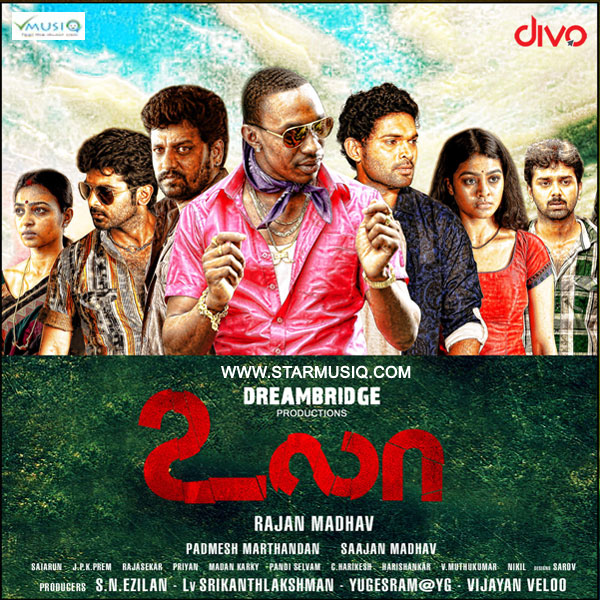 VMUSIQ
divo
WWW.STARMUSIQ.COM
DREAMBRIDGE
PRODUCTIONS
உலா
RAJAN MADHAV
PADMESH MARTHANDAN SAAJAN MADHAV
SAIARUN · J.P.K.PREM RAJASEKAR PRIYAN MADAN KARKY · PANDI SELVAM C.HARIKESH · HARISHANKAR V.MUTHUKUMAR NIKIL DESIGNS SAROV
PRODUCERS S.N.EZILAN · Lv SRIKANTHLAKSHMAN · YUGESRAM@YG · VIJAYAN VELOO